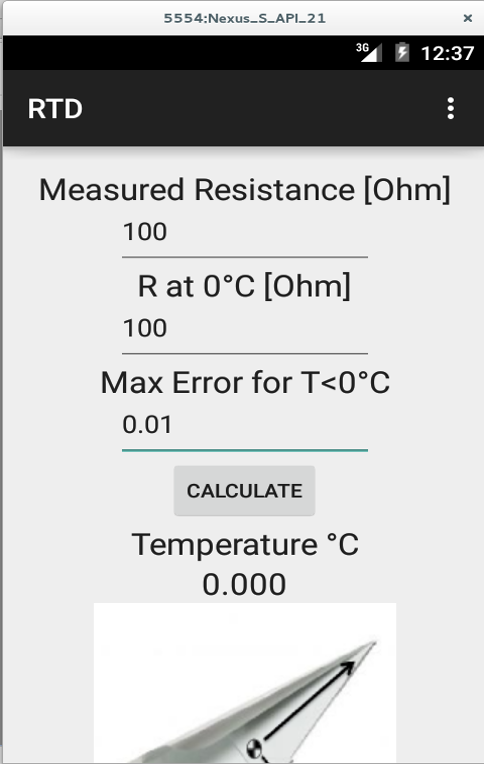 5554:Nexus_S_API_21
3G 12:37
RTD
Measured Resistance [Ohm]
100
R at 0°C [Ohm]
100
Max Error for T<0°C
0.01
CALCULATE
Temperature °C
0.000